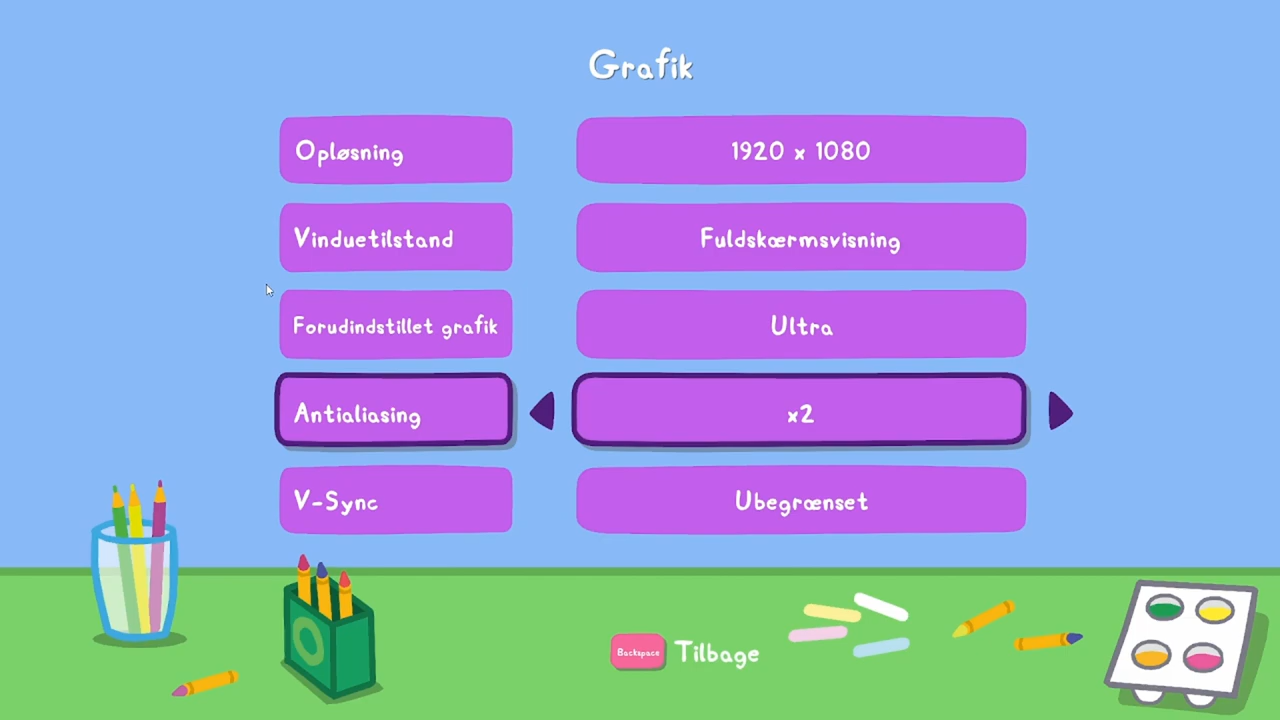 Grafik
Opløsning
1920 x 1080
Vinduetilstand
Fuldskærmsvisning
Forudindstillet grafik
Ultra
Antialiasing
x2
V-Sync
Ubegrænset
Backspace Tilbage